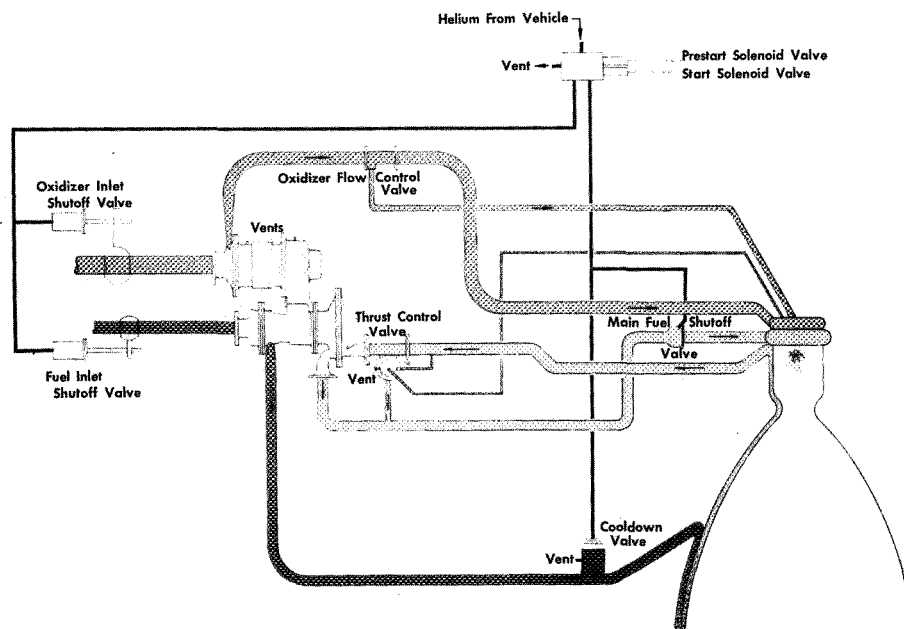 Helium From Vehicle
Vent
Prestart Solenoid Valve
Start Solenoid Valve
Oxidizer Flow Control
Valve
Oxidizer Inlet
Shutoff Valve
Vents
Thrust Control
Valve
Main Fuel Shutoff
Valve
Vent
Fuel Inlet
Shutoff Valve
Cooldown
Valve
Vent